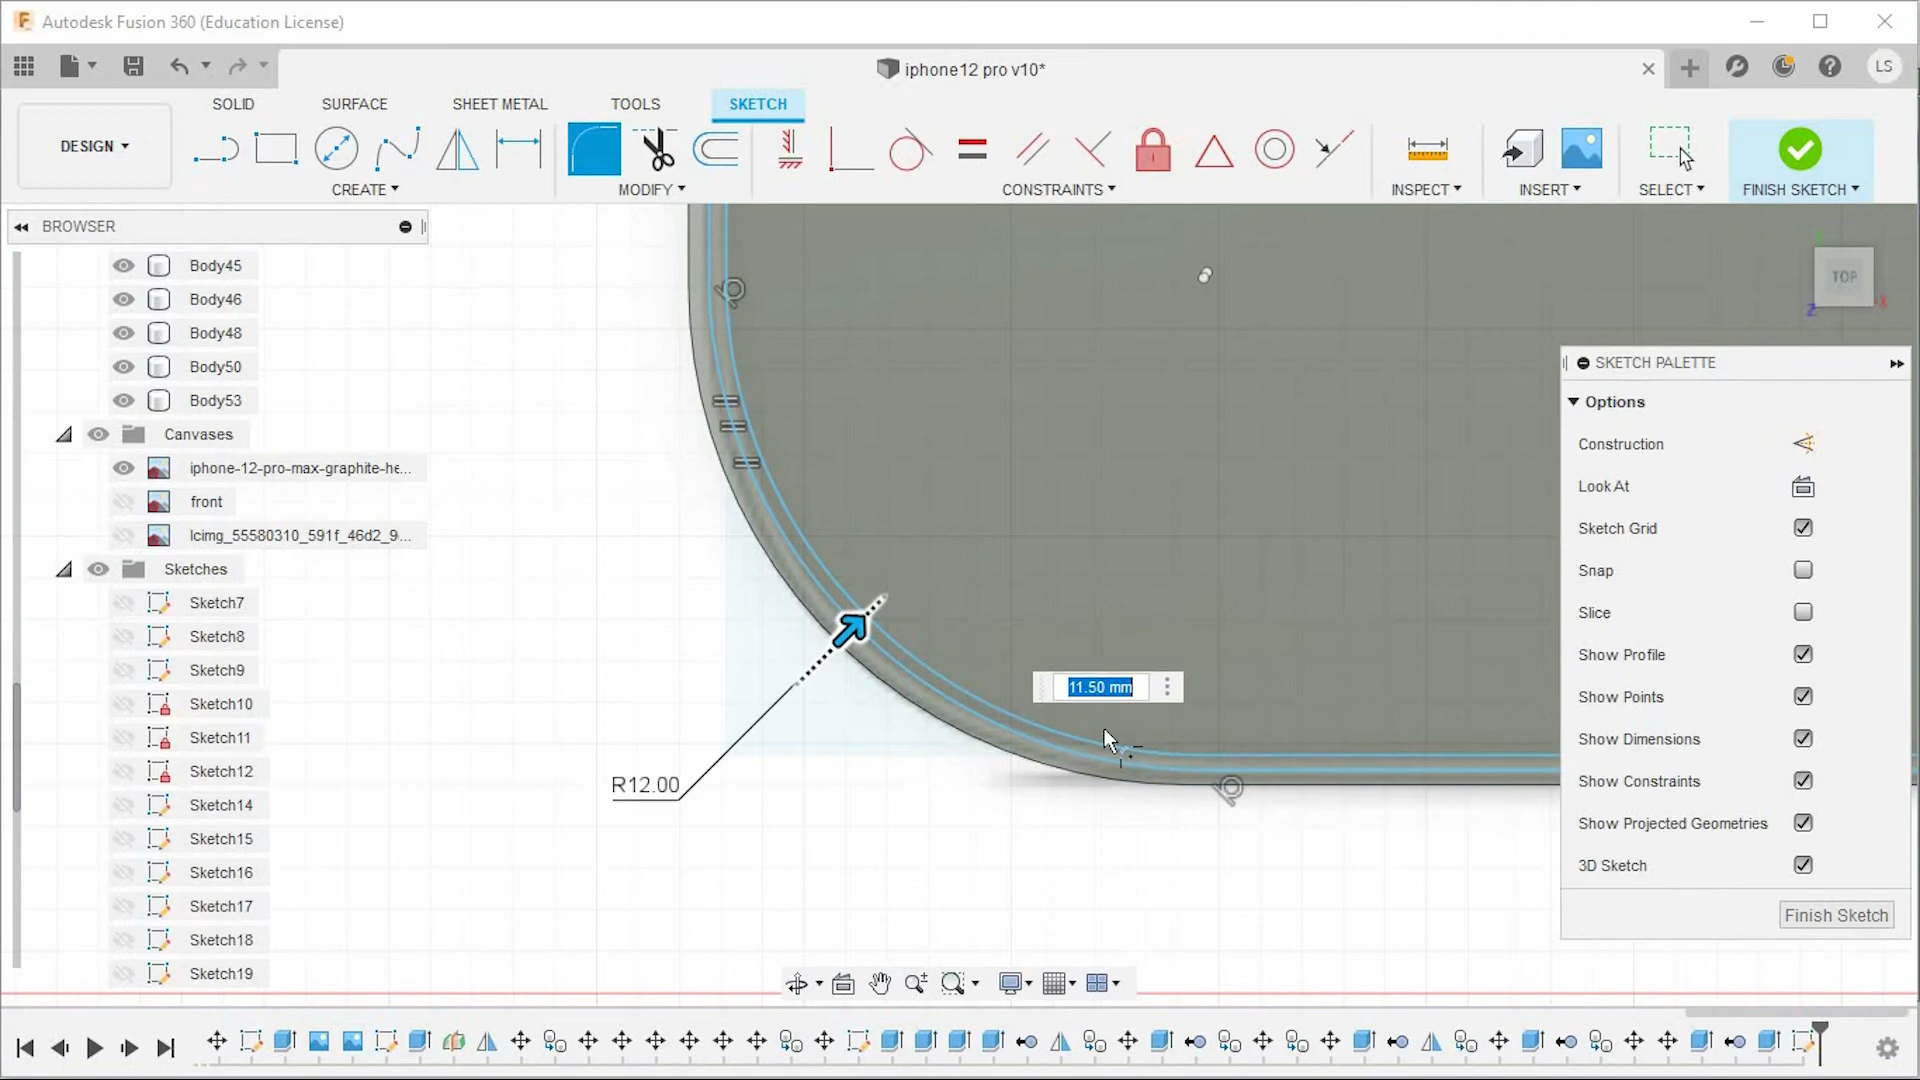 Autodesk Fusion 360 (Education License)
iphone12 pro v10*
LS
SOLID
SURFACE
SHEET METAL
TOOLS
SKETCH
DESIGN
CREATE
MODIFY
CONSTRAINTS
INSPECT
INSERT
SELECT
FINISH SKETCH
BROWSER
Body45
Body46
Body48
Body50
Body53
Canvases
iphone-12-pro-max-graphite-he...
front
lcimg_55580310_591f_46d2_9...
Sketches
Sketch7
Sketch8
Sketch9
Sketch10
Sketch11
Sketch12
Sketch14
Sketch15
Sketch16
Sketch17
Sketch18
Sketch19
R12.00
11.50 mm
TOP
X
Z
SKETCH PALETTE
Options
Construction
Look At
Sketch Grid
Snap
Slice
Show Profile
Show Points
Show Dimensions
Show Constraints
Show Projected Geometries
3D Sketch
Finish Sketch